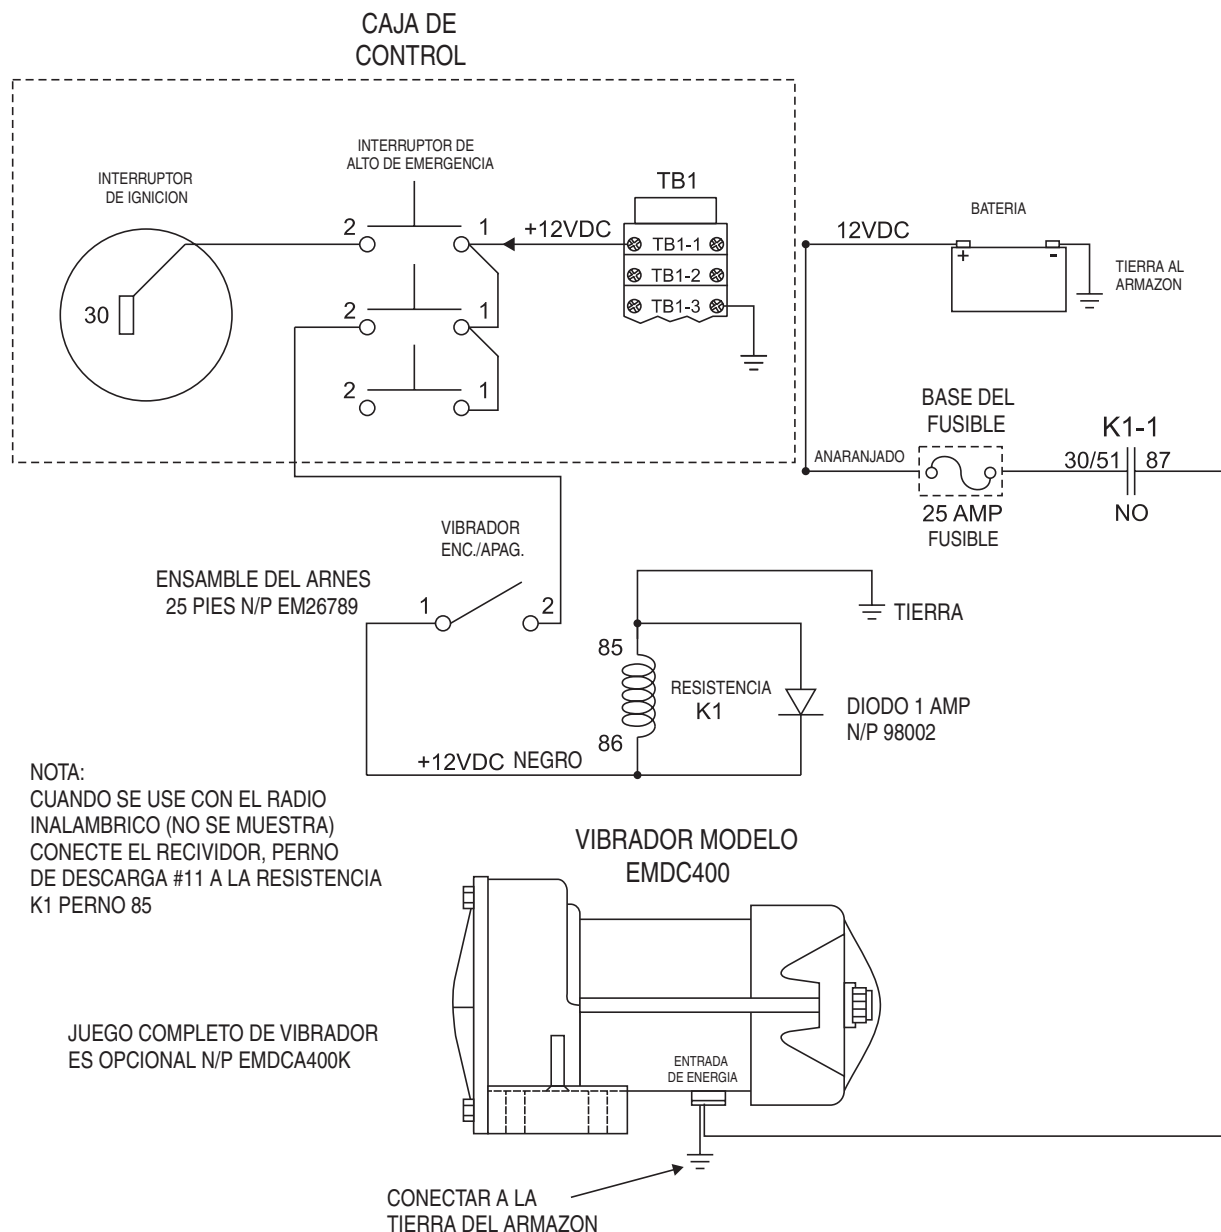 CAJA DE
CONTROL
INTERRUPTOR DE
ALTO DE EMERGENCIA
INTERRUPTOR
DE IGNICION
30
2
1
+12VDC
TB1
TB1-1
TB1-2
TB1-3
2
1
2
1
12VDC
BATERIA
+
-
TIERRA AL
ARMAZON
BASE DEL
FUSIBLE
ANARANJADO
25 AMP
FUSIBLE
K1-1
30/51
87
NO
VIBRADOR
ENC./APAG.
ENSAMBLE DEL ARNES
25 PIES N/P EM26789
1
2
TIERRA
85
RESISTENCIA
K1
86
DIODO 1 AMP
N/P 98002
+12VDC NEGRO
NOTA:
CUANDO SE USE CON EL RADIO
INALAMBRICO (NO SE MUESTRA)
CONECTE EL RECIVIDOR, PERNO
DE DESCARGA #11 A LA RESISTENCIA
K1 PERNO 85
VIBRADOR MODELO
EMDC400
JUEGO COMPLETO DE VIBRADOR
ES OPCIONAL N/P EMDCA400K
ENTRADA
DE ENERGIA
CONECTAR A LA
TIERRA DEL ARMAZON